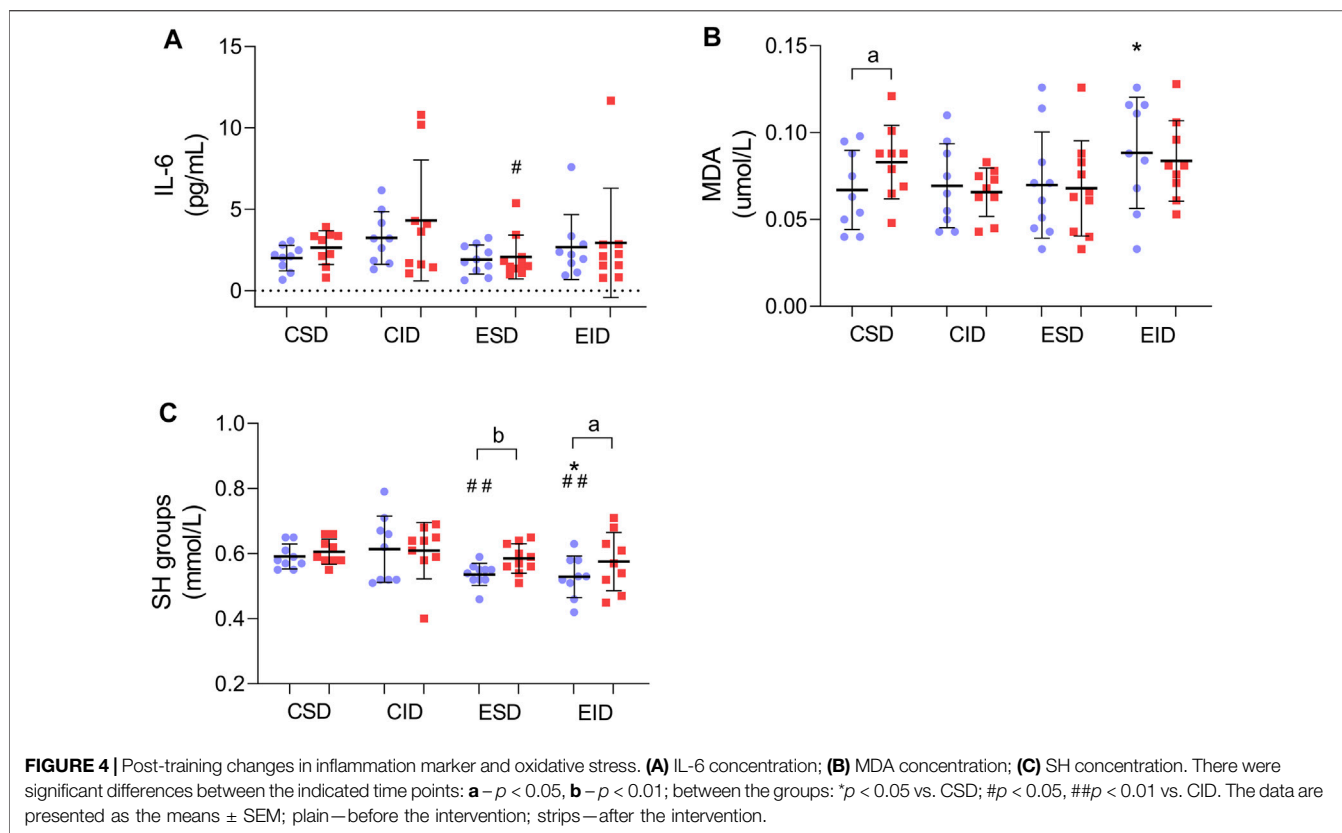 A
15
10
5
0
IL-6
(pg/mL)
#
CSD CID ESD EID
B
0.15
0.10
0.05
0.00
MDA
(umol/L)
a
*
CSD CID ESD EID
C
1.0
0.8
0.6
0.4
0.2
SH groups
(mmol/L)
b
a
##
*
##
CSD CID ESD EID
FIGURE 4 | Post-training changes in inflammation marker and oxidative stress. (A) IL-6 concentration; (B) MDA concentration; (C) SH concentration. There were
significant differences between the indicated time points: a – p < 0.05, b – p < 0.01; between the groups: *p < 0.05 vs. CSD; #p < 0.05, ##p < 0.01 vs. CID. The data are
presented as the means ± SEM; plain—before the intervention; strips—after the intervention.